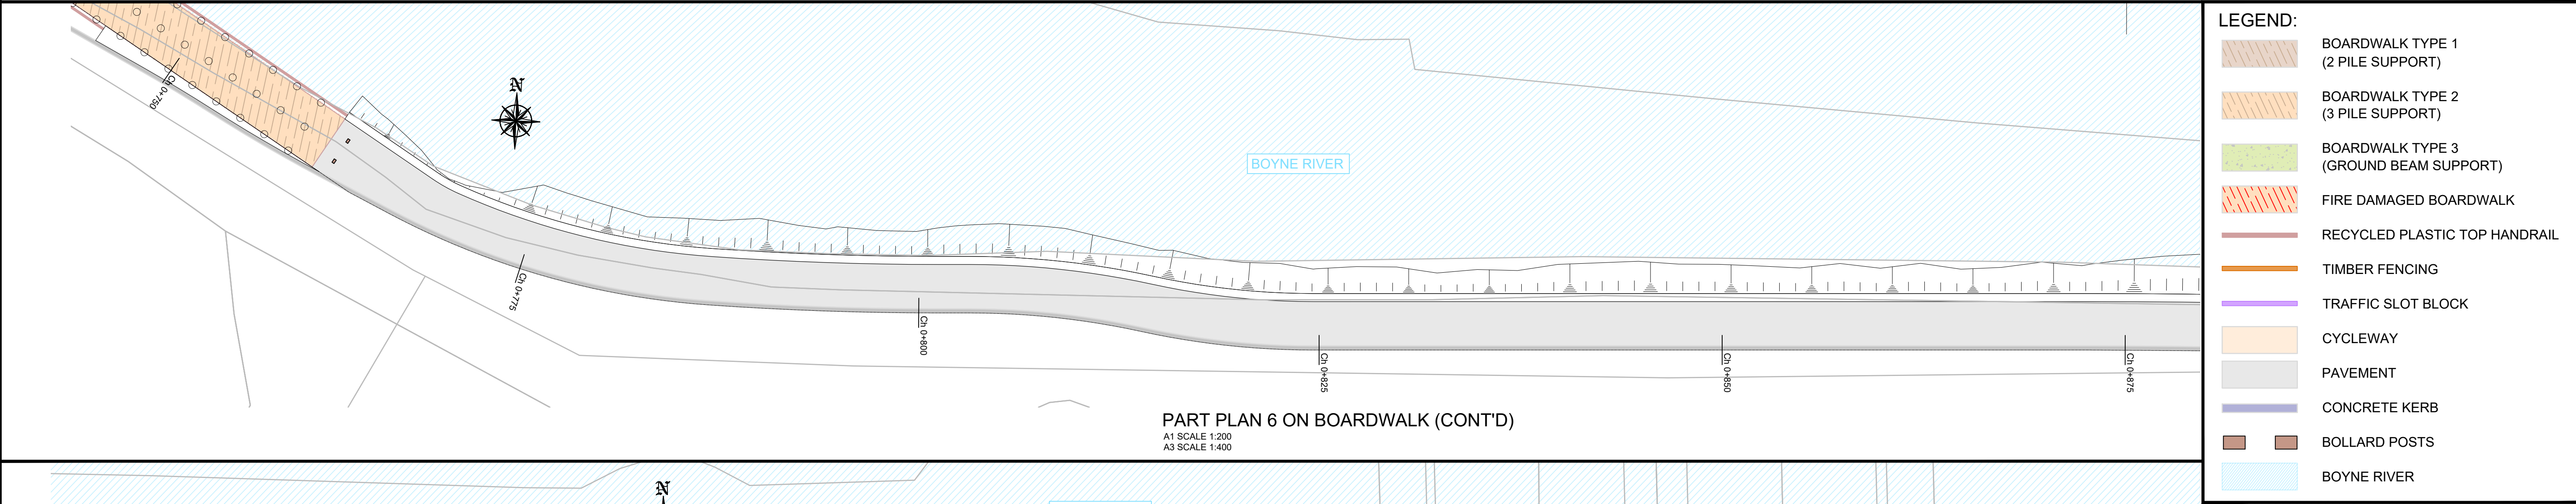 N
BOYNE RIVER
Ch 0+750
Ch 0+775
Ch 0+800
Ch 0+825
Ch 0+850
Ch 0+875
PART PLAN 6 ON BOARDWALK (CONT'D)
A1 SCALE 1:200
A3 SCALE 1:400
N
LEGEND:
BOARDWALK TYPE 1
(2 PILE SUPPORT)
BOARDWALK TYPE 2
(3 PILE SUPPORT)
BOARDWALK TYPE 3
(GROUND BEAM SUPPORT)
FIRE DAMAGED BOARDWALK
RECYCLED PLASTIC TOP HANDRAIL
TIMBER FENCING
TRAFFIC SLOT BLOCK
CYCLEWAY
PAVEMENT
CONCRETE KERB
BOLLARD POSTS
BOYNE RIVER